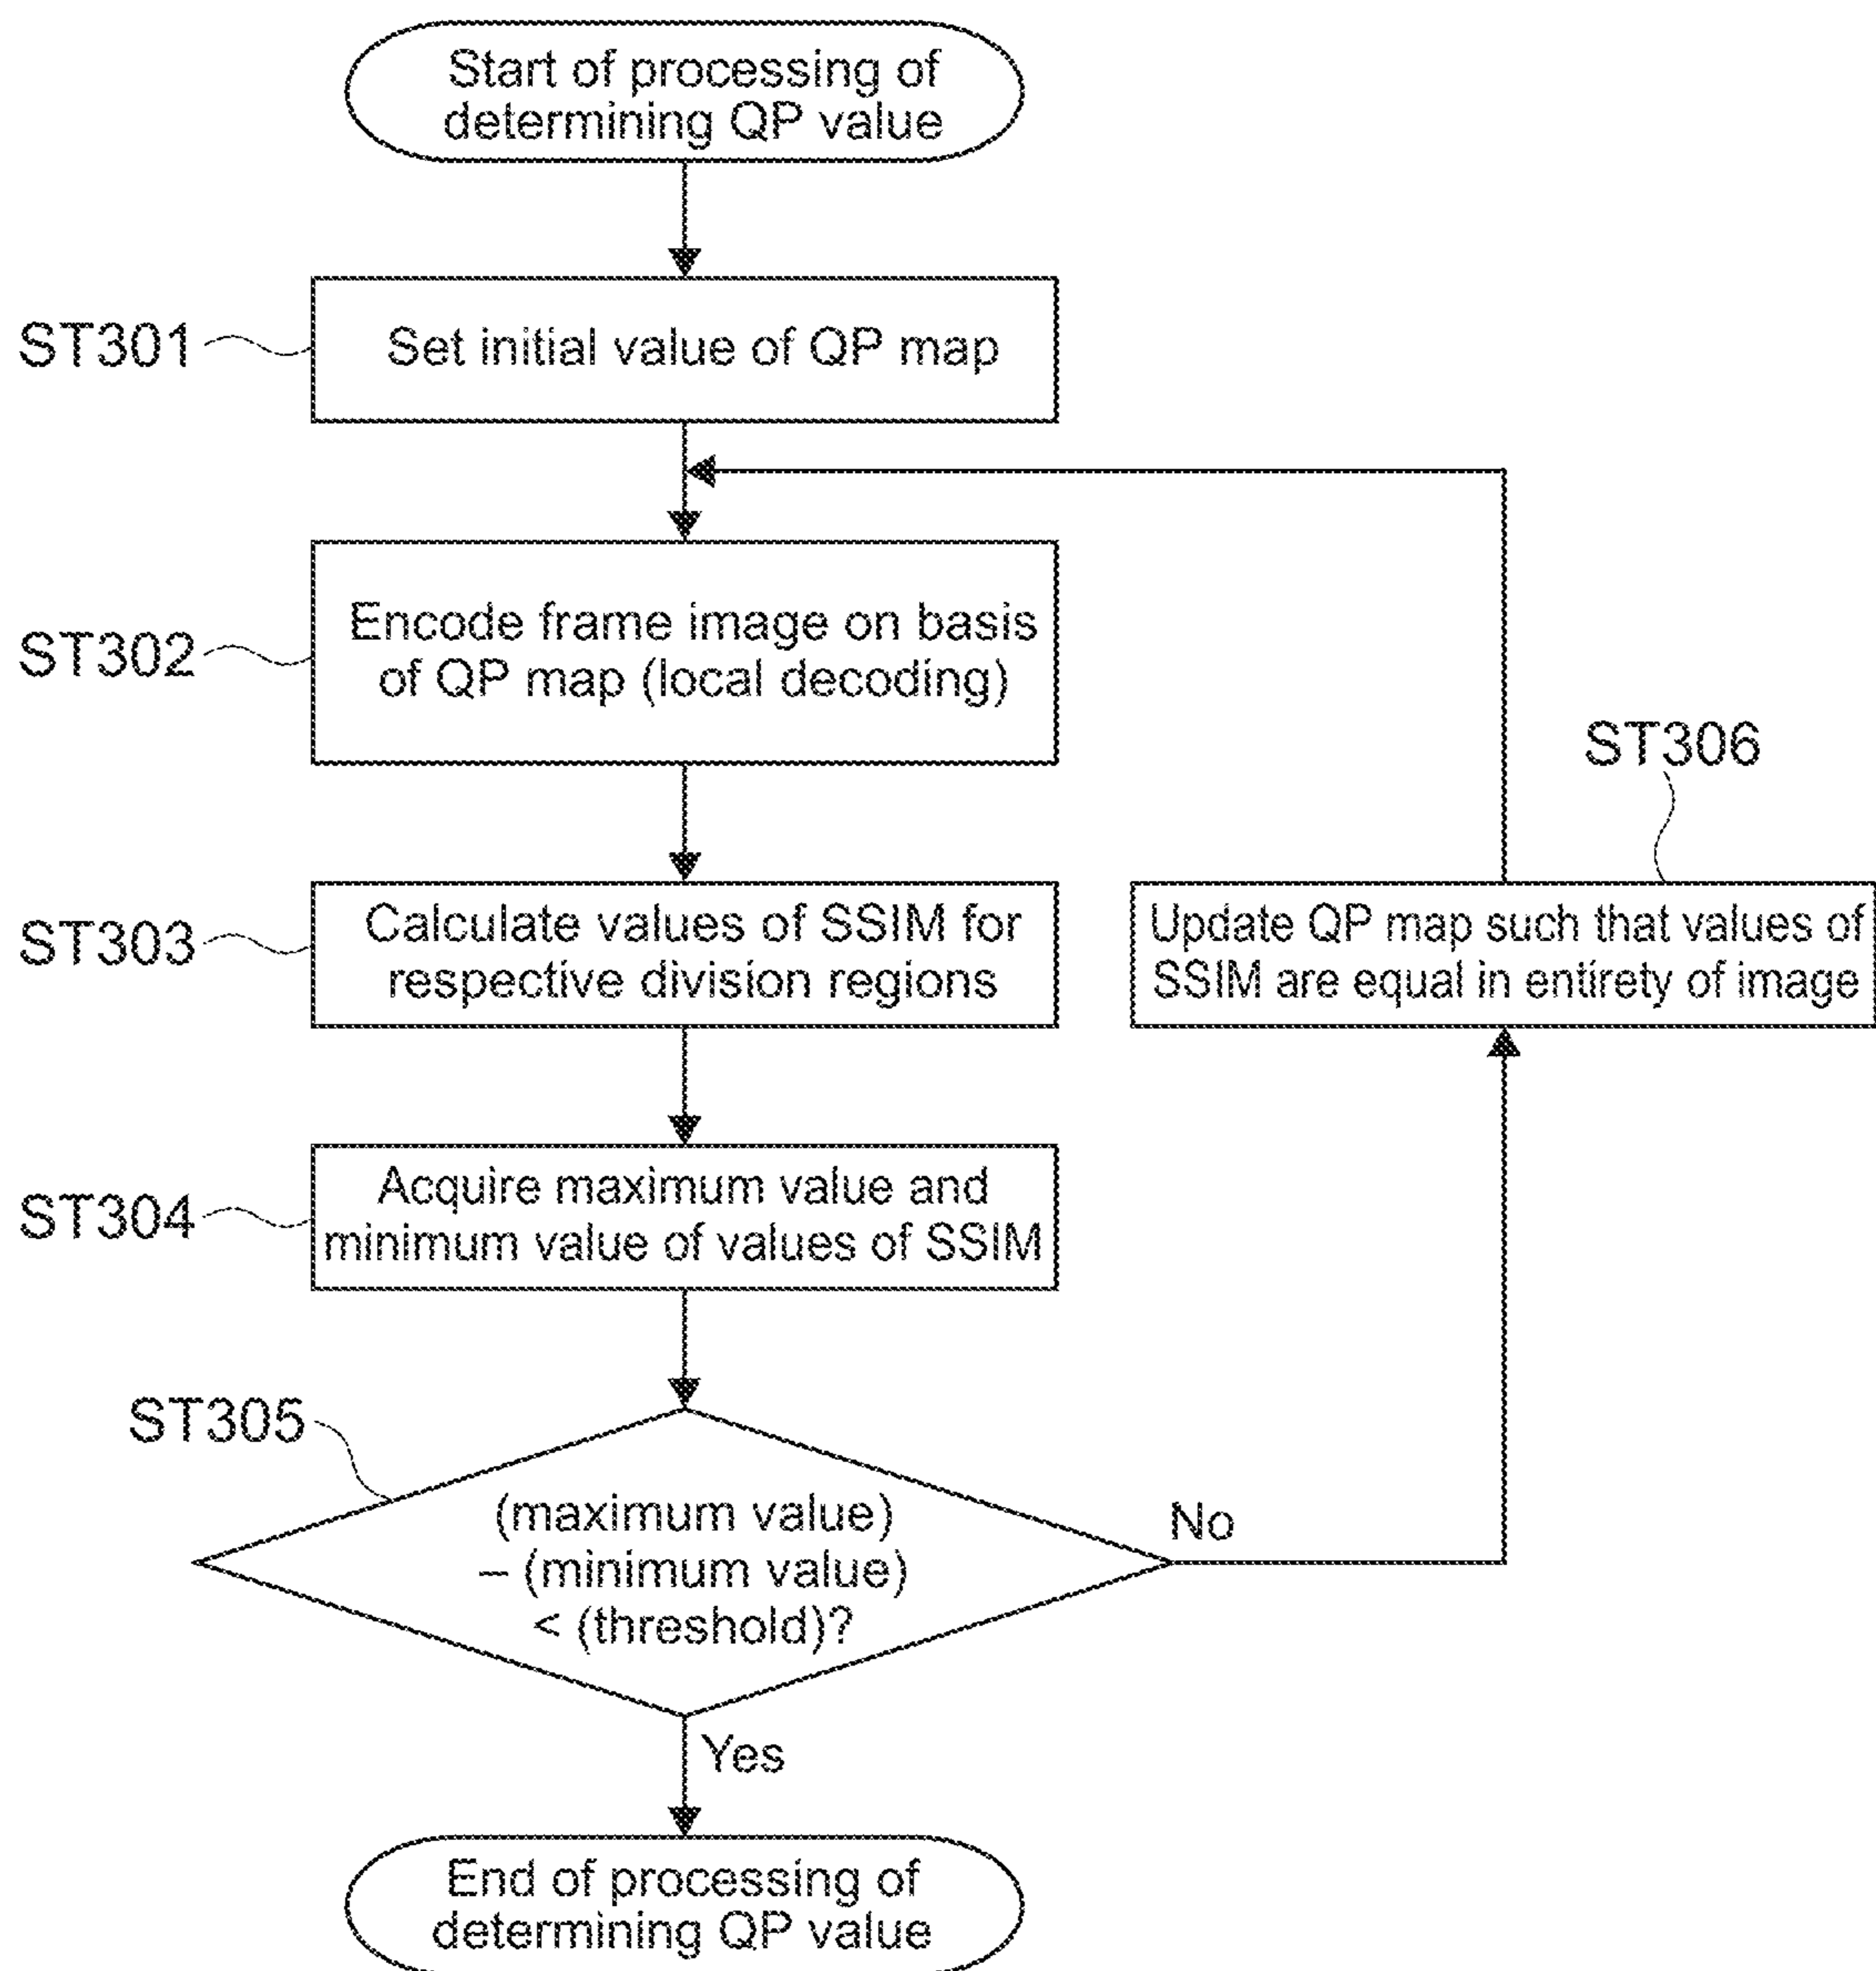 Start of processing of
determining QP value
ST301
Set initial value of QP map
ST302
Encode frame image on basis
of QP map (local decoding)
ST303
Calculate values of SSIM for
respective division regions
ST306
Update QP map such that values of
SSIM are equal in entirety of image
ST304
Acquire maximum value and
minimum value of values of SSIM
ST305
(maximum value)
– (minimum value)
< (threshold)?
No
Yes
End of processing of
determining QP value